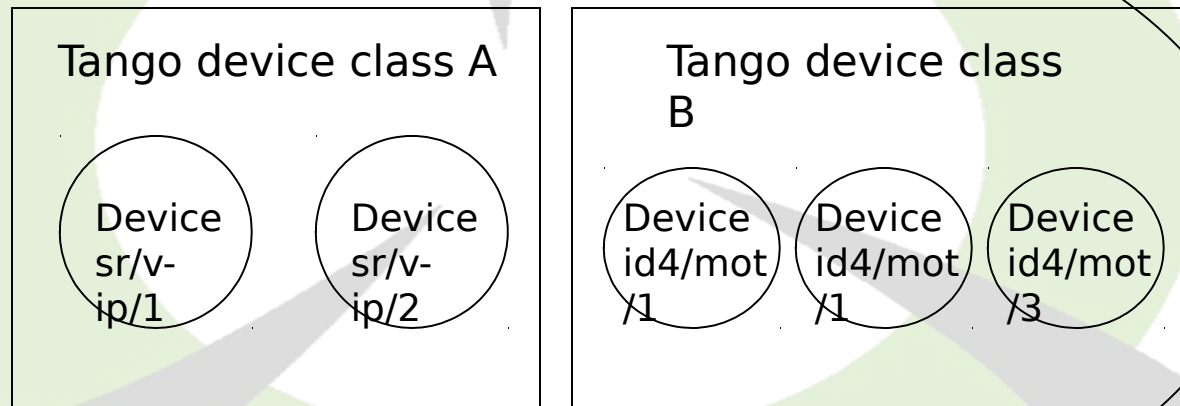 Tango device class A
Device
sr/v-
ip/1
Device
sr/v-
ip/2
Tango device class
B
Device
id4/mot
/1
Device
id4/mot
/1
Device
id4/mot
/3